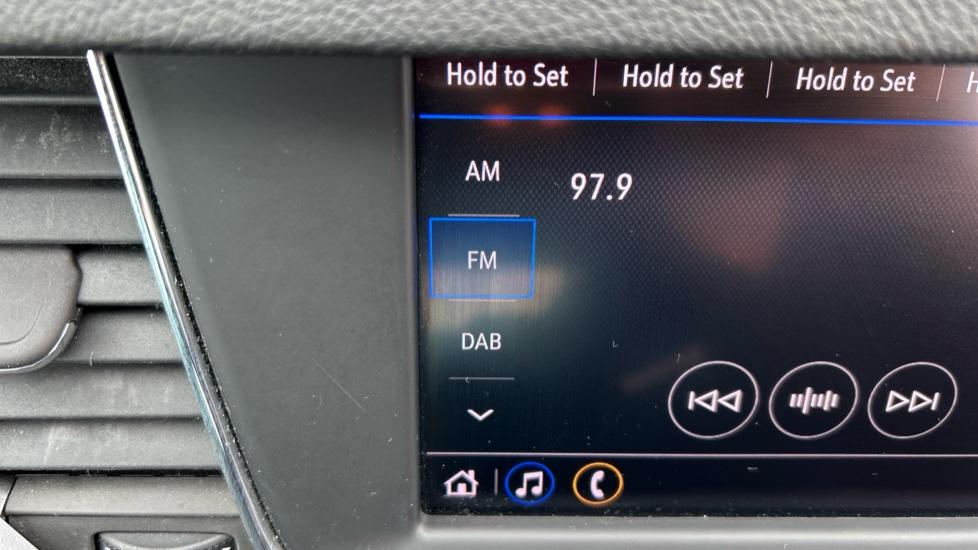 Hold to Set Hold to Set Hold to Set
AM
97.9
FM
DAB